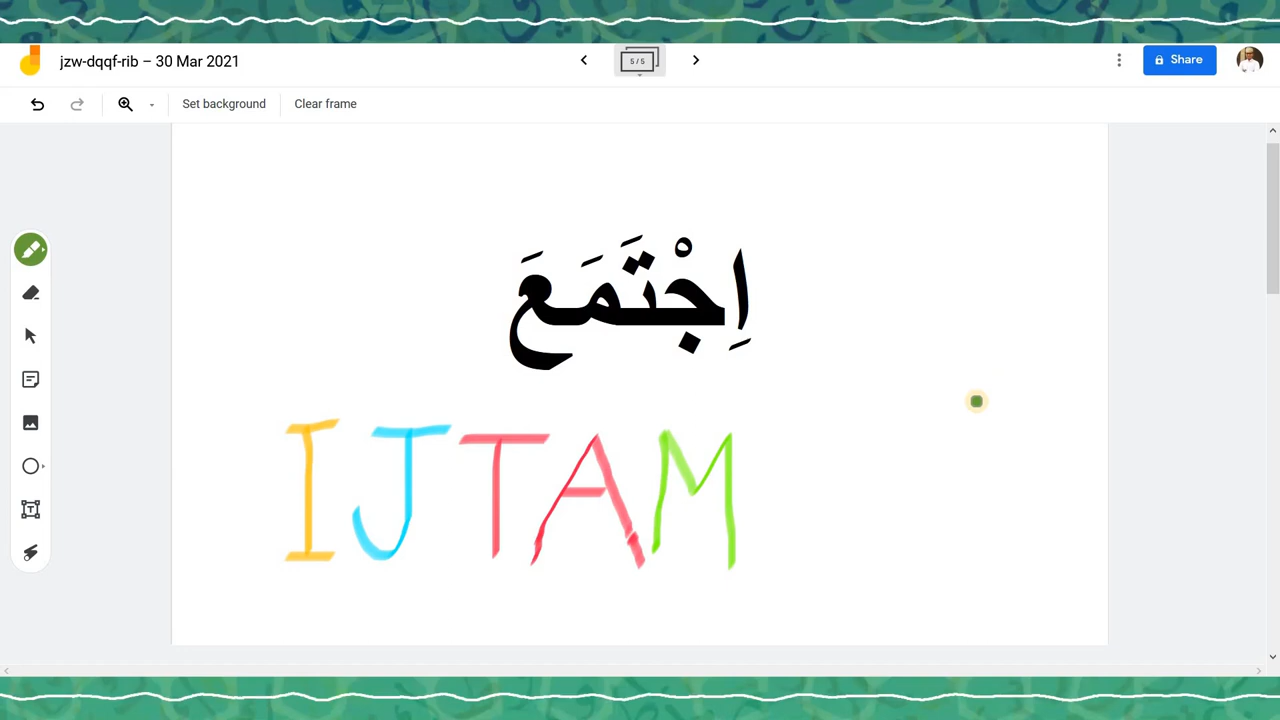 jzw-dqqf-rib – 30 Mar 2021
5 / 5
Share
Set background
Clear frame
اِجْتَمَعَ
IJTAM